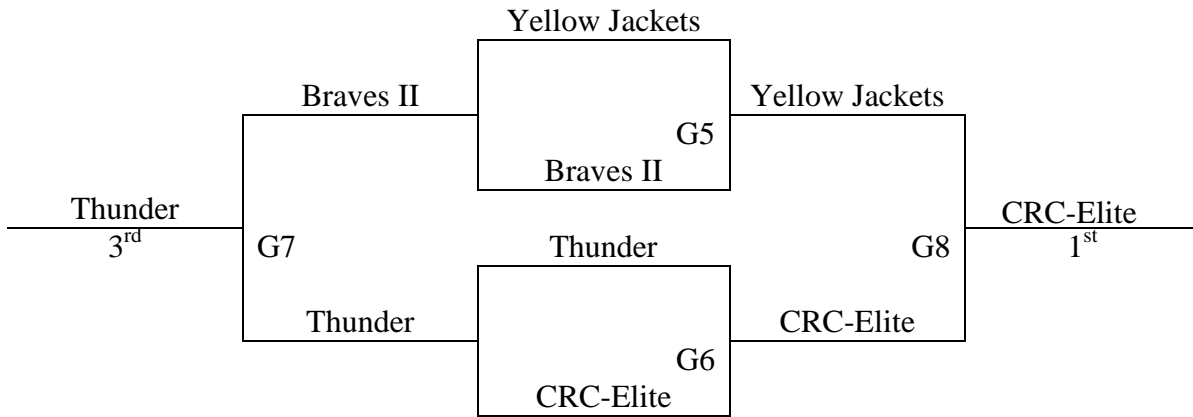 Yellow Jackets
Braves II
Yellow Jackets
G5
Braves II
Thunder
CRC-Elite
3rd
G7
Thunder
G8
1st
Thunder
CRC-Elite
G6
CRC-Elite